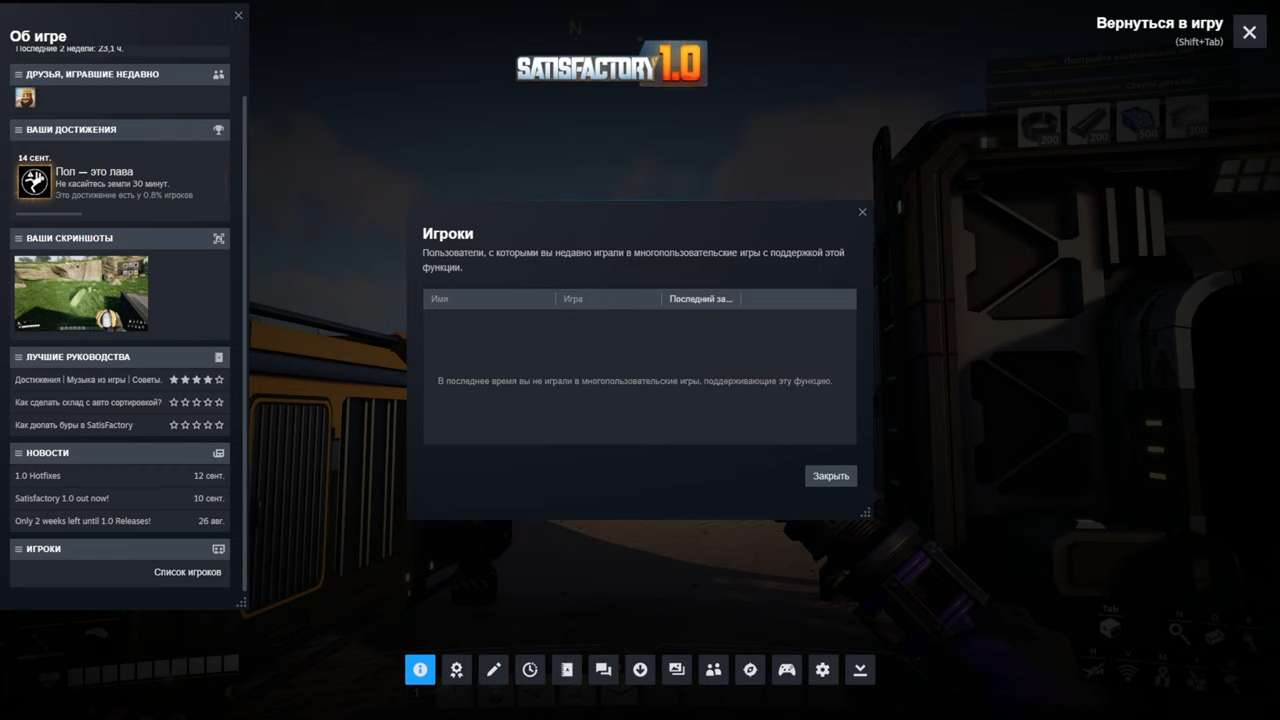 Об игре
Последние 2 недели: 23,1 ч.
ДРУЗЬЯ, ИГРАВШИЕ НЕДАВНО
ВАШИ ДОСТИЖЕНИЯ
14 СЕНТ.
Пол — это лава
Не касайтесь земли 30 минут.
Это достижение есть у 0.8% игроков
ВАШИ СКРИНШОТЫ
ЛУЧШИЕ РУКОВОДСТВА
Достижения | Музыка из игры | Советы.
Как сделать склад с авто сортировкой?
Как дюпать буры в SatisFactory
НОВОСТИ
1.0 Hotfixes 12 сент.
Satisfactory 1.0 out now! 10 сент.
Only 2 weeks left until 1.0 Releases! 26 авг.
ИГРОКИ
Список игроков
N
SATISFACTORY 1.0
Вернуться в игру
(Shift+Tab)
200 200 500 300
Игроки
Пользователи, с которыми вы недавно играли в многопользовательские игры с поддержкой этой
функции.
Имя Игра Последний за...
В последнее время вы не играли в многопользовательские игры, поддерживающие эту функцию.
Закрыть
Tab
N
H
V
M